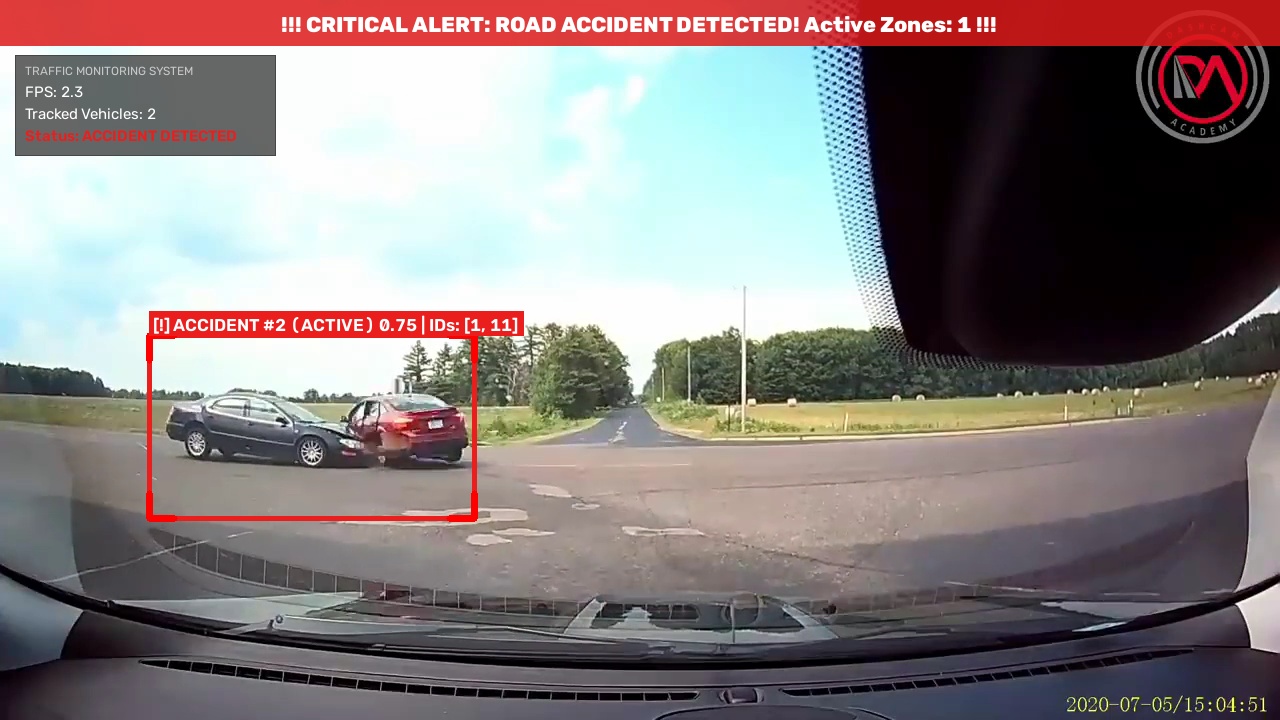 !!! CRITICAL ALERT: ROAD ACCIDENT DETECTED! Active Zones: 1 !!!
TRAFFIC MONITORING SYSTEM
FPS: 2.3
Tracked Vehicles: 2
Status: ACCIDENT DETECTED
DA
ACADEMY
[!] ACCIDENT #2 (ACTIVE) 0.75 | IDs: [1, 11]
2020-07-05/15:04:51